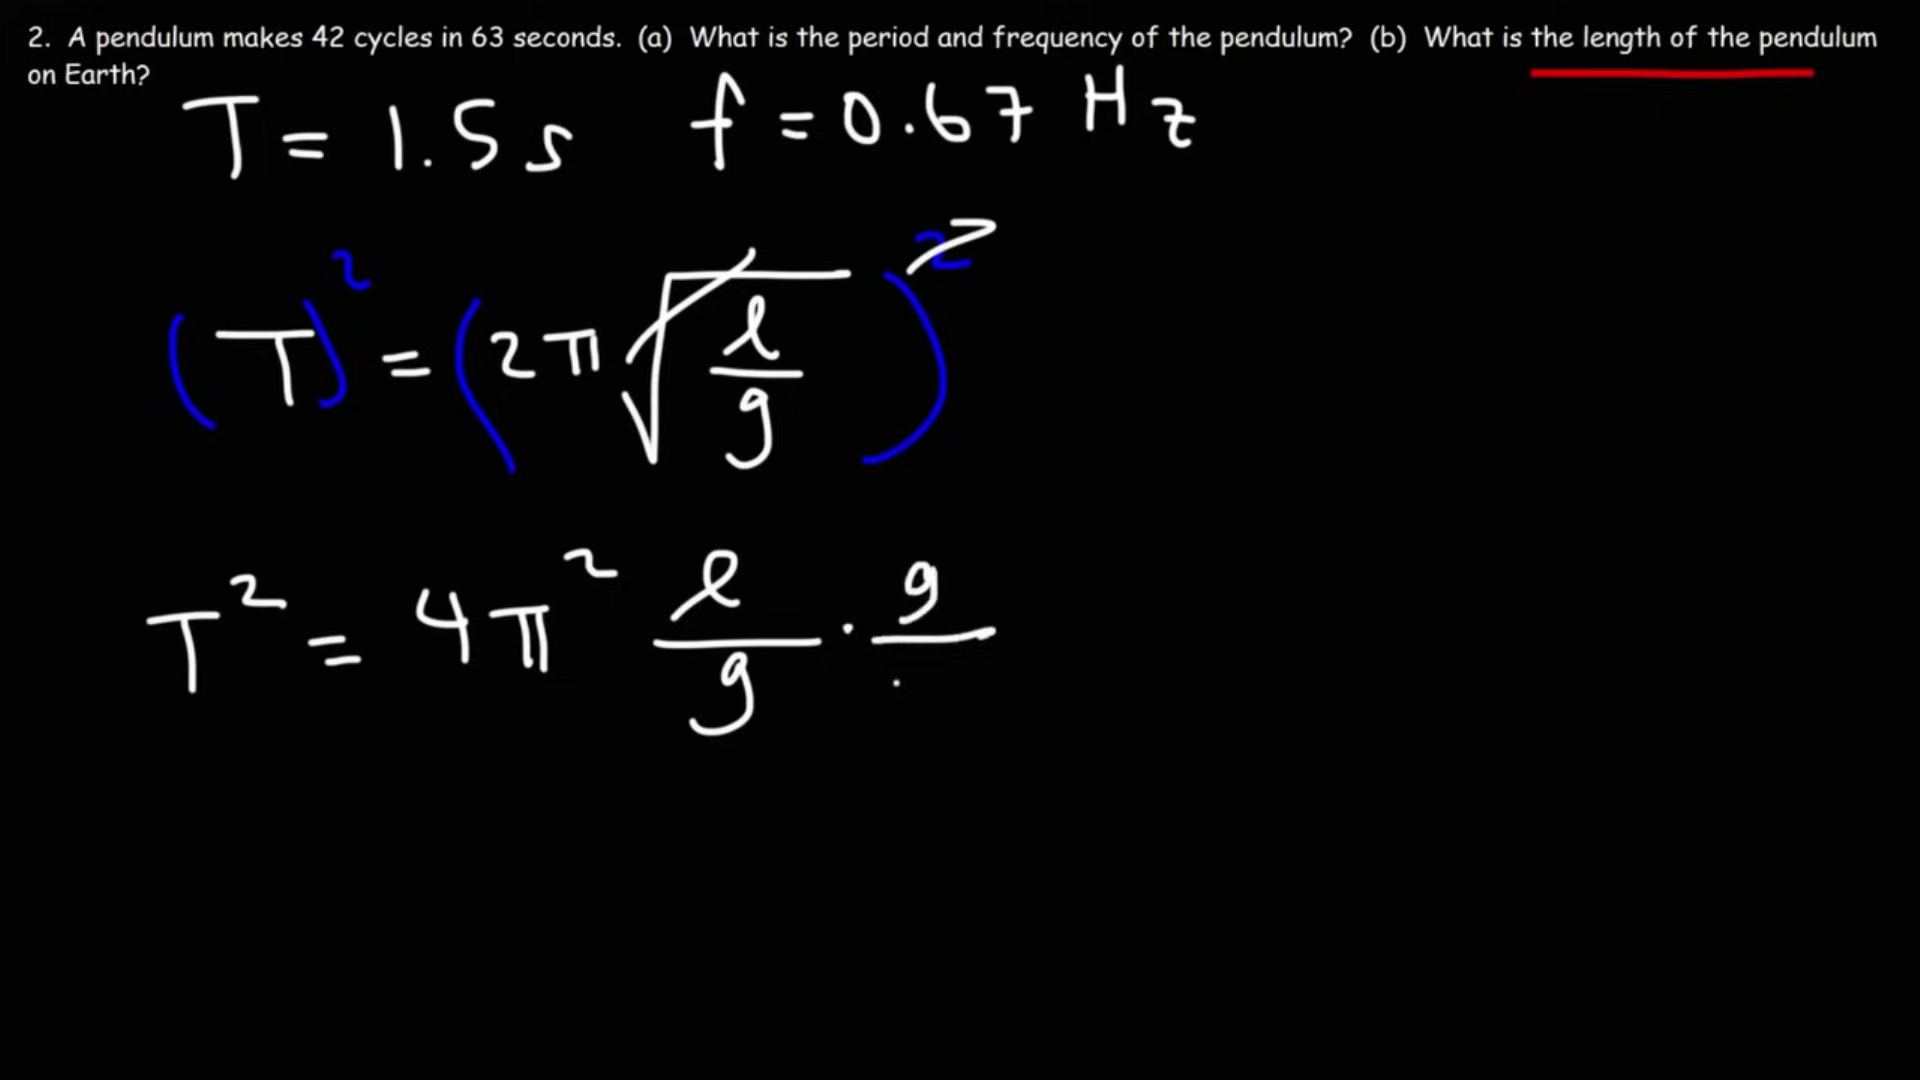 2. A pendulum makes 42 cycles in 63 seconds. (a) What is the period and frequency of the pendulum? (b) What is the length of the pendulum
on Earth?
T = 1.5 s f = 0.67 Hz
(T)² = (2π√(l/g))²
T² = 4π² l/g · g/